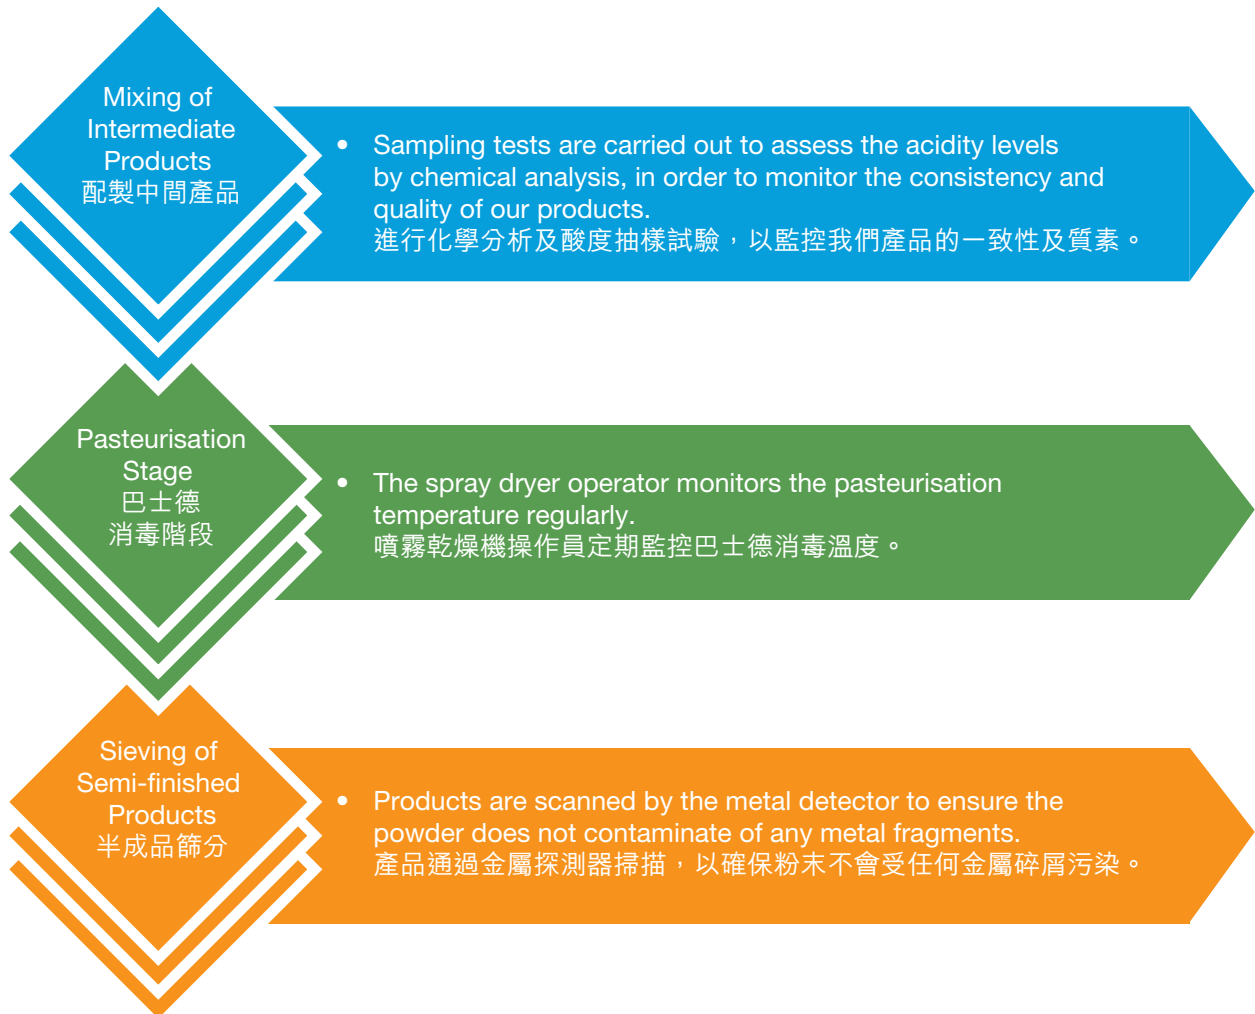 Mixing of
Intermediate
Products
配製中間產品
• Sampling tests are carried out to assess the acidity levels
by chemical analysis, in order to monitor the consistency and
quality of our products.
進行化學分析及酸度抽樣試驗，以監控我們產品的一致性及質素。
Pasteurisation
Stage
巴士德
消毒階段
• The spray dryer operator monitors the pasteurisation
temperature regularly.
噴霧乾燥機操作員定期監控巴士德消毒溫度。
Sieving of
Semi-finished
Products
半成品篩分
• Products are scanned by the metal detector to ensure the
powder does not contaminate of any metal fragments.
產品通過金屬探測器掃描，以確保粉末不會受任何金屬碎屑污染。